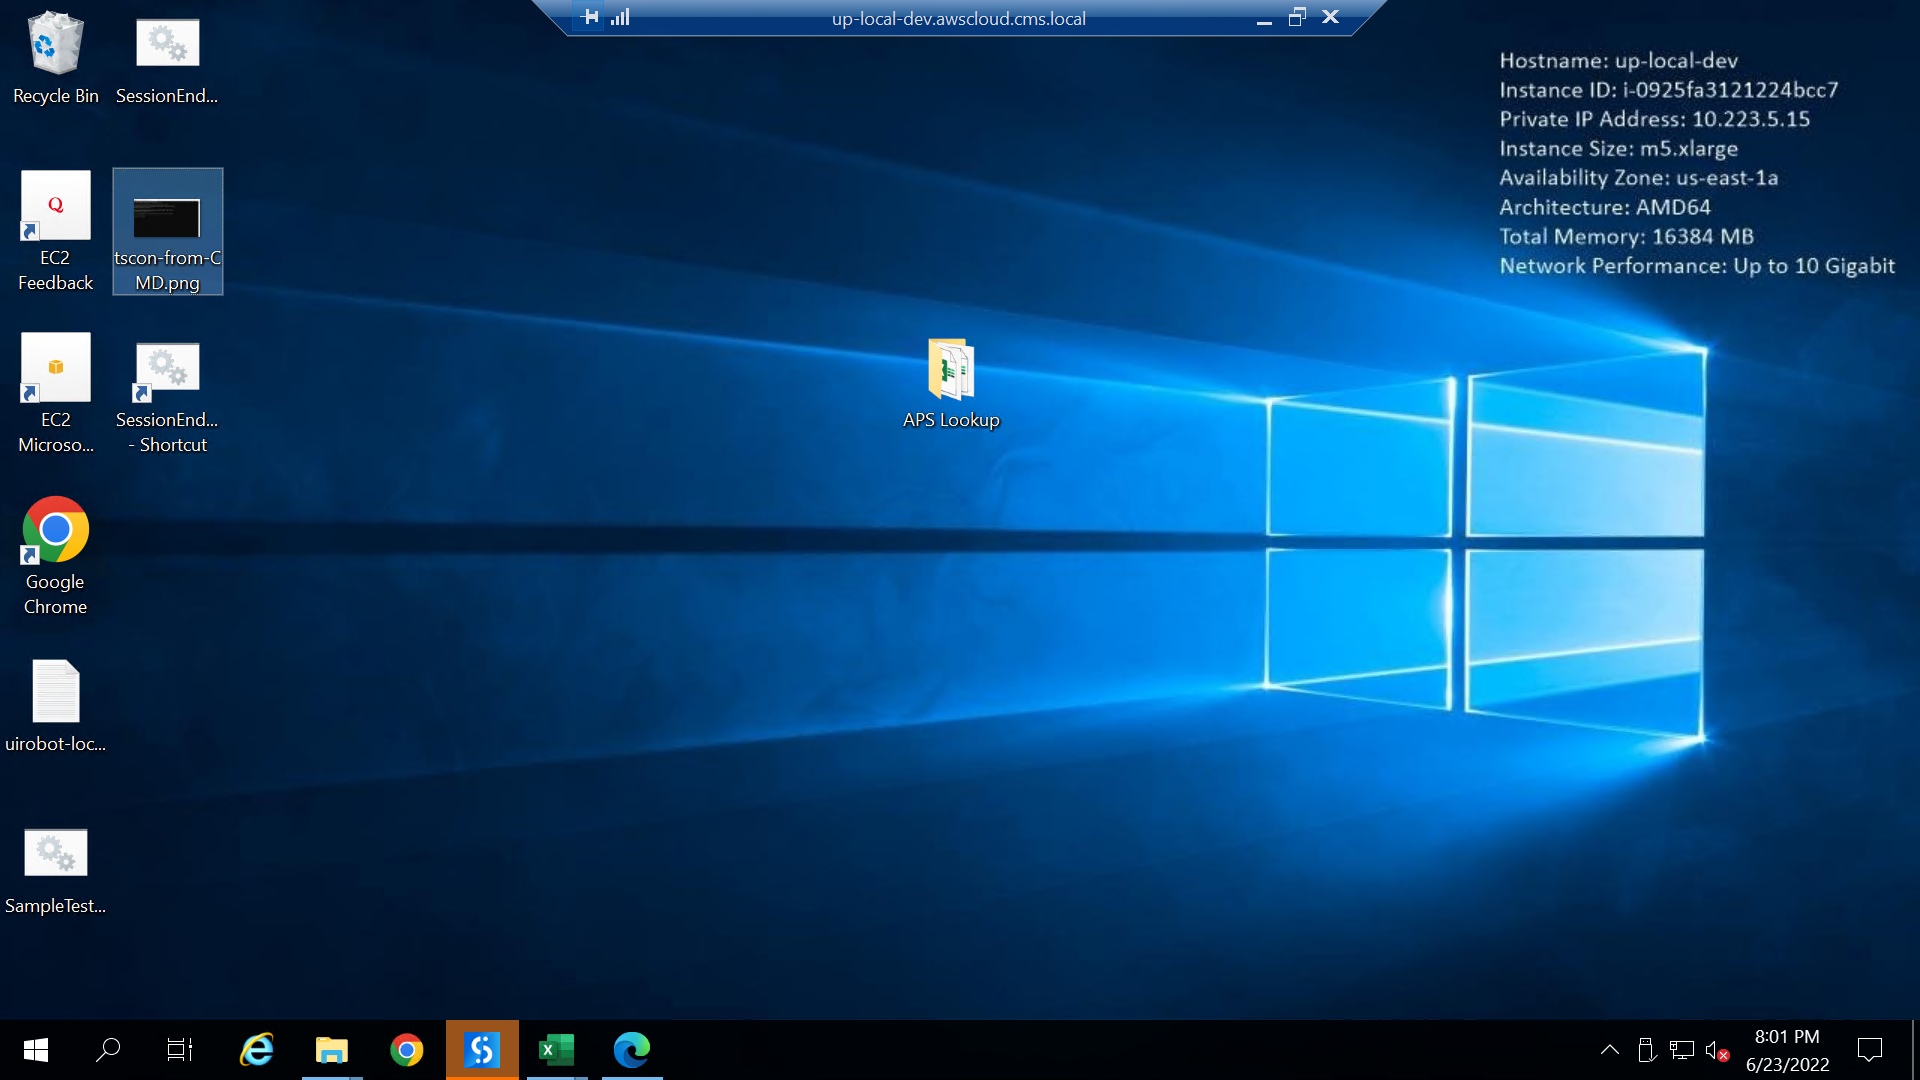 up-local-dev.awscloud.cms.local
Hostname: up-local-dev
Instance ID: i-0925fa3121224bcc7
Private IP Address: 10.223.5.15
Instance Size: m5.xlarge
Availability Zone: us-east-1a
Architecture: AMD64
Total Memory: 16384 MB
Network Performance: Up to 10 Gigabit
Recycle Bin
SessionEnd...
EC2
Feedback
tscon-from-C
MD.png
EC2
Microso...
SessionEnd...
- Shortcut
APS Lookup
Google
Chrome
uirobot-loc...
SampleTest...
8:01 PM
6/23/2022